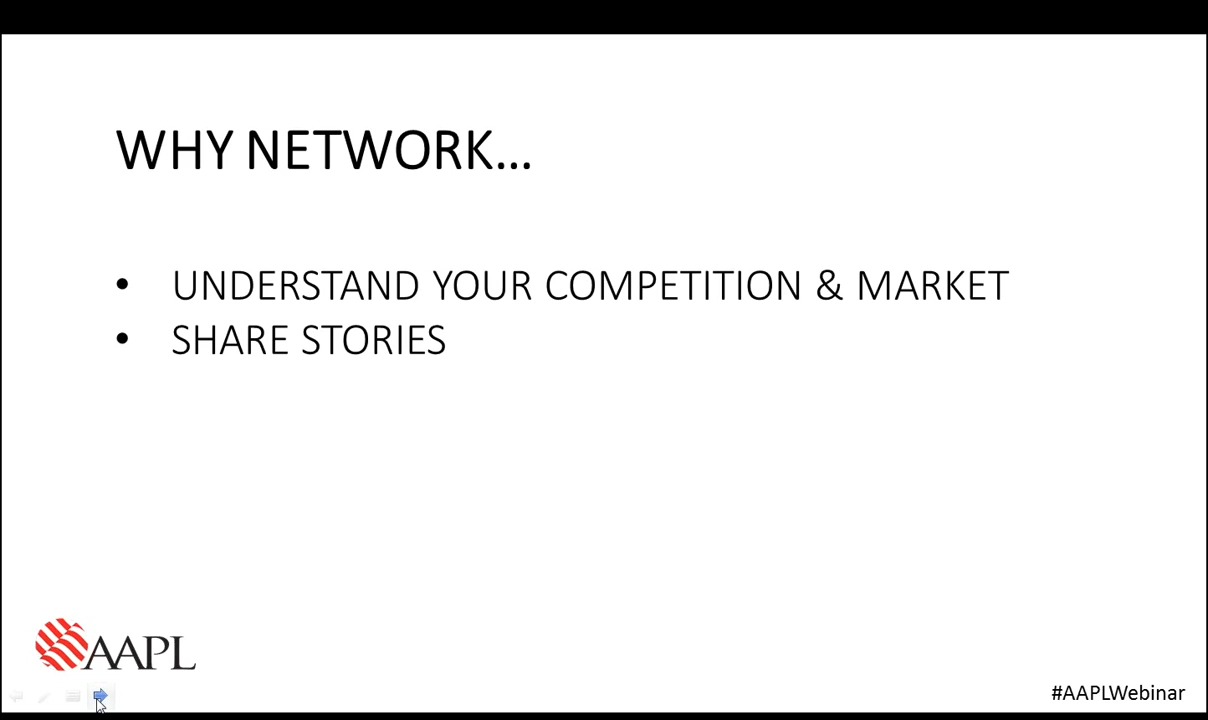 WHY NETWORK...
• UNDERSTAND YOUR COMPETITION & MARKET
• SHARE STORIES
AAPL
#AAPLWebinar